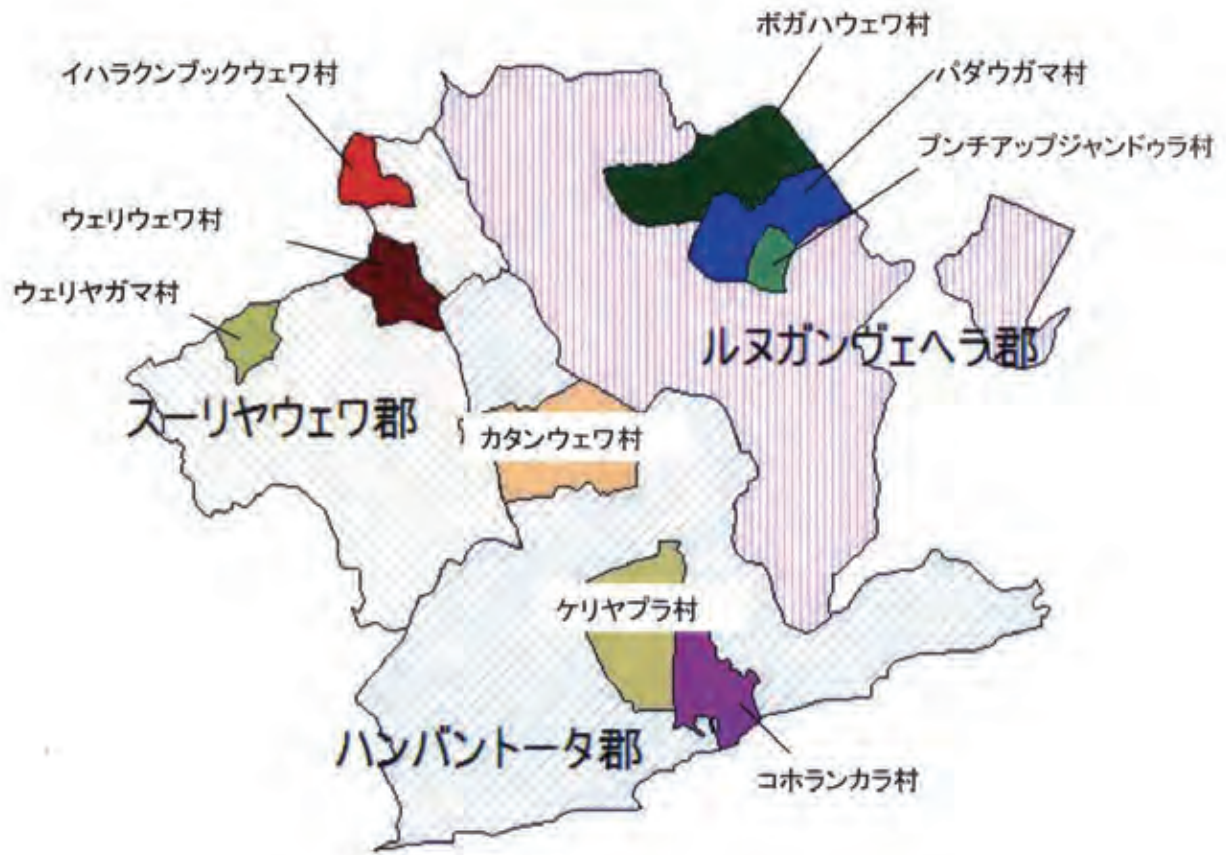 ボガハウェワ村
イハラクンブックウェワ村
パダウガマ村
プンチアップジャンドゥラ村
ウェリウェワ村
ウェリヤガマ村
ルヌガンヴェヘラ郡
スーリヤウェワ郡
カタンウェワ村
ケリヤプラ村
ハンバントータ郡
コホランカラ村